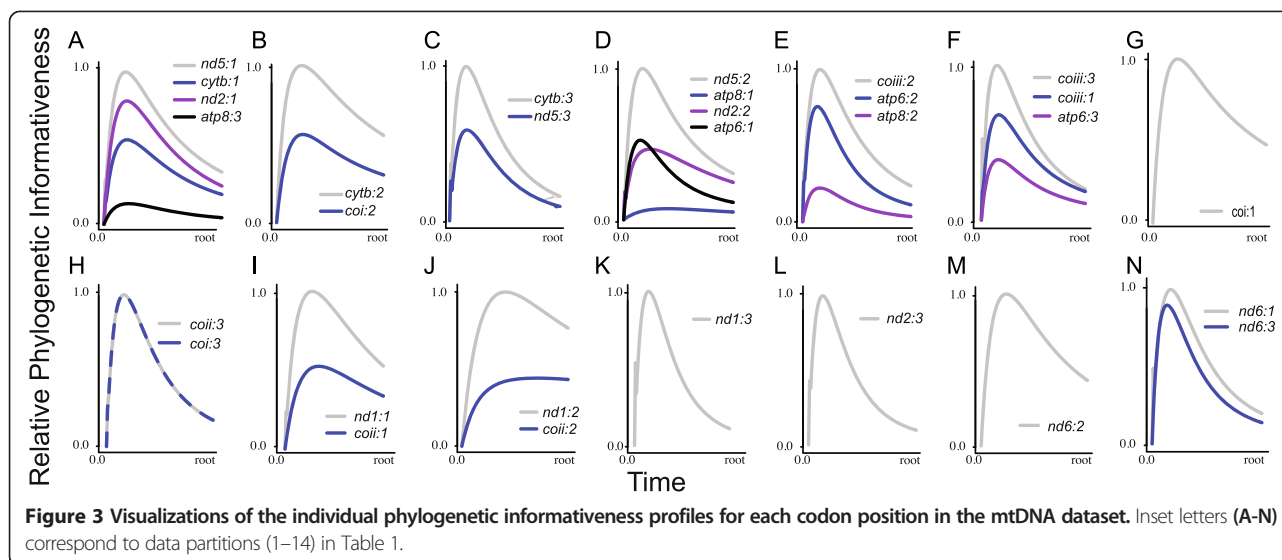 Relative Phylogenetic Informativeness
A
1.0
0.0
0.0
root
nd5:1
cytb:1
nd2:1
atp8:3
B
1.0
0.0
0.0
root
cytb:2
coi:2
C
1.0
0.0
0.0
root
cytb:3
nd5:3
D
1.0
0.0
0.0
root
nd5:2
atp8:1
nd2:2
atp6:1
E
1.0
0.0
0.0
root
coiii:2
atp6:2
atp8:2
F
1.0
0.0
0.0
root
coiii:3
coiii:1
atp6:3
G
1.0
0.0
0.0
root
coi:1
H
1.0
0.0
0.0
root
coii:3
coi:3
I
1.0
0.0
0.0
root
nd1:1
coii:1
J
1.0
0.0
0.0
root
nd1:2
coii:2
K
1.0
0.0
0.0
root
nd1:3
L
1.0
0.0
0.0
root
nd2:3
M
1.0
0.0
0.0
root
nd6:2
N
1.0
0.0
0.0
root
nd6:1
nd6:3
Time
Figure 3 Visualizations of the individual phylogenetic informativeness profiles for each codon position in the mtDNA dataset. Inset letters (A-N)
correspond to data partitions (1–14) in Table 1.